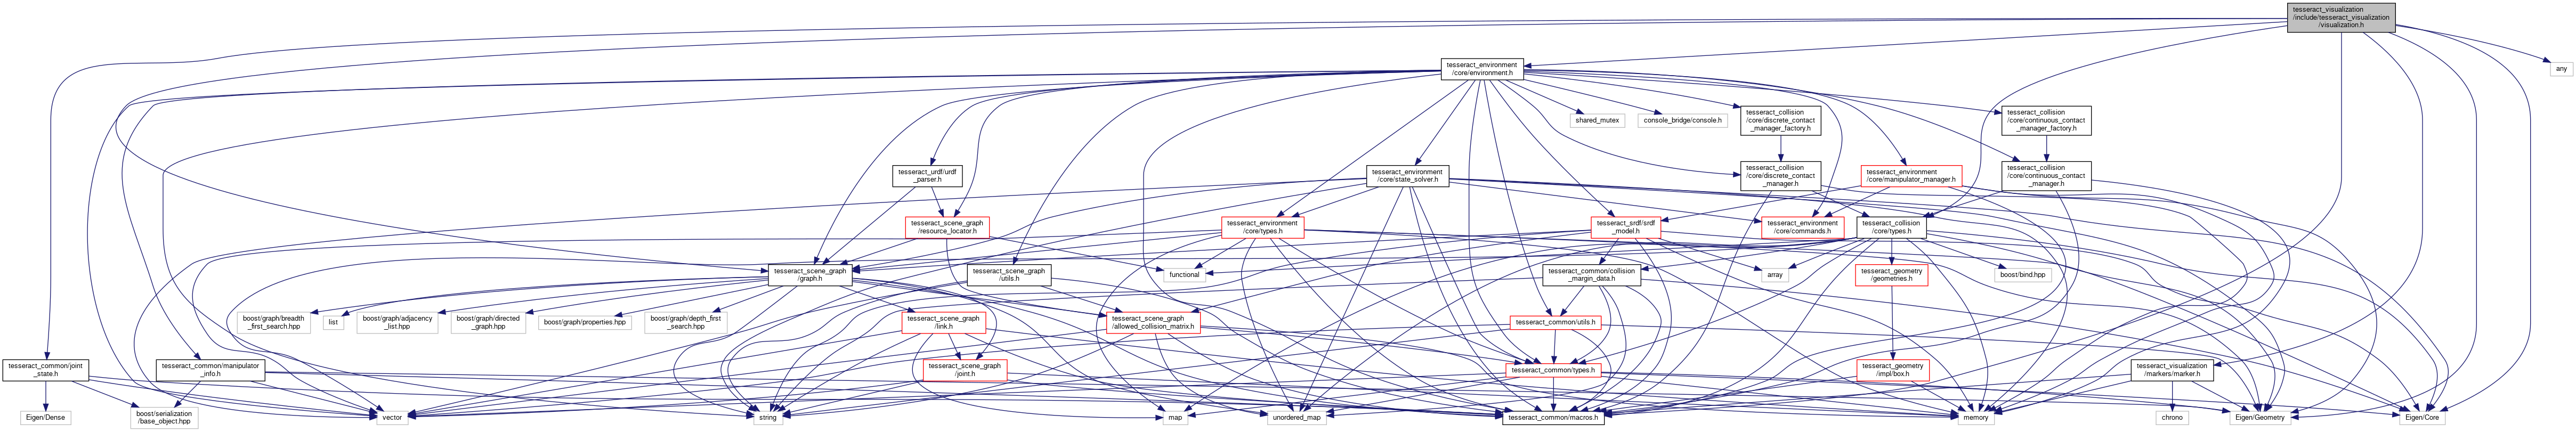 tesseract_visualization
/include/tesseract_visualization
/visualization.h
tesseract_environment
/core/environment.h
any
shared_mutex
console_bridge/console.h
tesseract_collision
/core/discrete_contact
_manager_factory.h
tesseract_collision
/core/continuous_contact
_manager_factory.h
tesseract_urdf/urdf
_parser.h
tesseract_environment
/core/state_solver.h
tesseract_collision
/core/discrete_contact
_manager.h
tesseract_environment
/core/manipulator_manager.h
tesseract_collision
/core/continuous_contact
_manager.h
tesseract_scene_graph
/resource_locator.h
tesseract_environment
/core/types.h
tesseract_srdf/srdf
_model.h
tesseract_environment
/core/commands.h
tesseract_collision
/core/types.h
tesseract_scene_graph
/graph.h
tesseract_scene_graph
/utils.h
functional
tesseract_common/collision
_margin_data.h
array
tesseract_geometry
/geometries.h
boost/bind.hpp
boost/graph/breadth
_first_search.hpp
list
boost/graph/adjacency
_list.hpp
boost/graph/directed
_graph.hpp
boost/graph/properties.hpp
boost/graph/depth_first
_search.hpp
tesseract_scene_graph
/link.h
tesseract_scene_graph
/allowed_collision_matrix.h
tesseract_common/utils.h
tesseract_common/joint
_state.h
tesseract_common/manipulator
_info.h
tesseract_scene_graph
/joint.h
tesseract_common/types.h
tesseract_geometry
/impl/box.h
tesseract_visualization
/markers/marker.h
Eigen/Dense
boost/serialization
/base_object.hpp
vector
string
map
unordered_map
tesseract_common/macros.h
memory
chrono
Eigen/Geometry
Eigen/Core